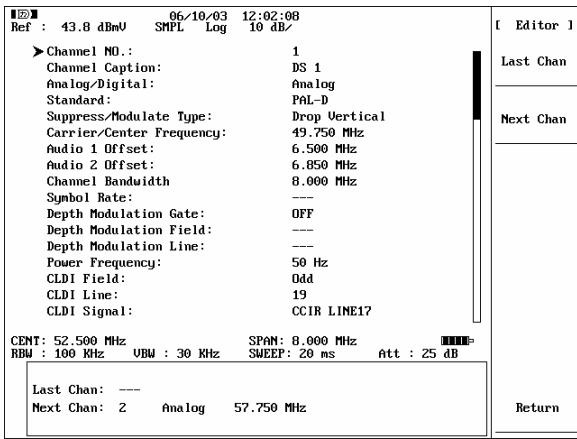 06/10/03 12:02:08
Ref : 43.8 dBmV SMPL Log 10 dB/
[ Editor ]
Last Chan
Next Chan
Return
➤Channel NO.: 1
Channel Caption: DS 1
Analog/Digital: Analog
Standard: PAL-D
Suppress/Modulate Type: Drop Vertical
Carrier/Center Frequency: 49.750 MHz
Audio 1 Offset: 6.500 MHz
Audio 2 Offset: 6.850 MHz
Channel Bandwidth 8.000 MHz
Symbol Rate: ---
Depth Modulation Gate: OFF
Depth Modulation Field: ---
Depth Modulation Line: ---
Power Frequency: 50 Hz
CLDI Field: Odd
CLDI Line: 19
CLDI Signal: CCIR LINE17
CENT: 52.500 MHz SPAN: 8.000 MHz
RBW : 100 KHz VBW : 30 KHz SWEEP: 20 ms Att : 25 dB
Last Chan: ---
Next Chan: 2 Analog 57.750 MHz